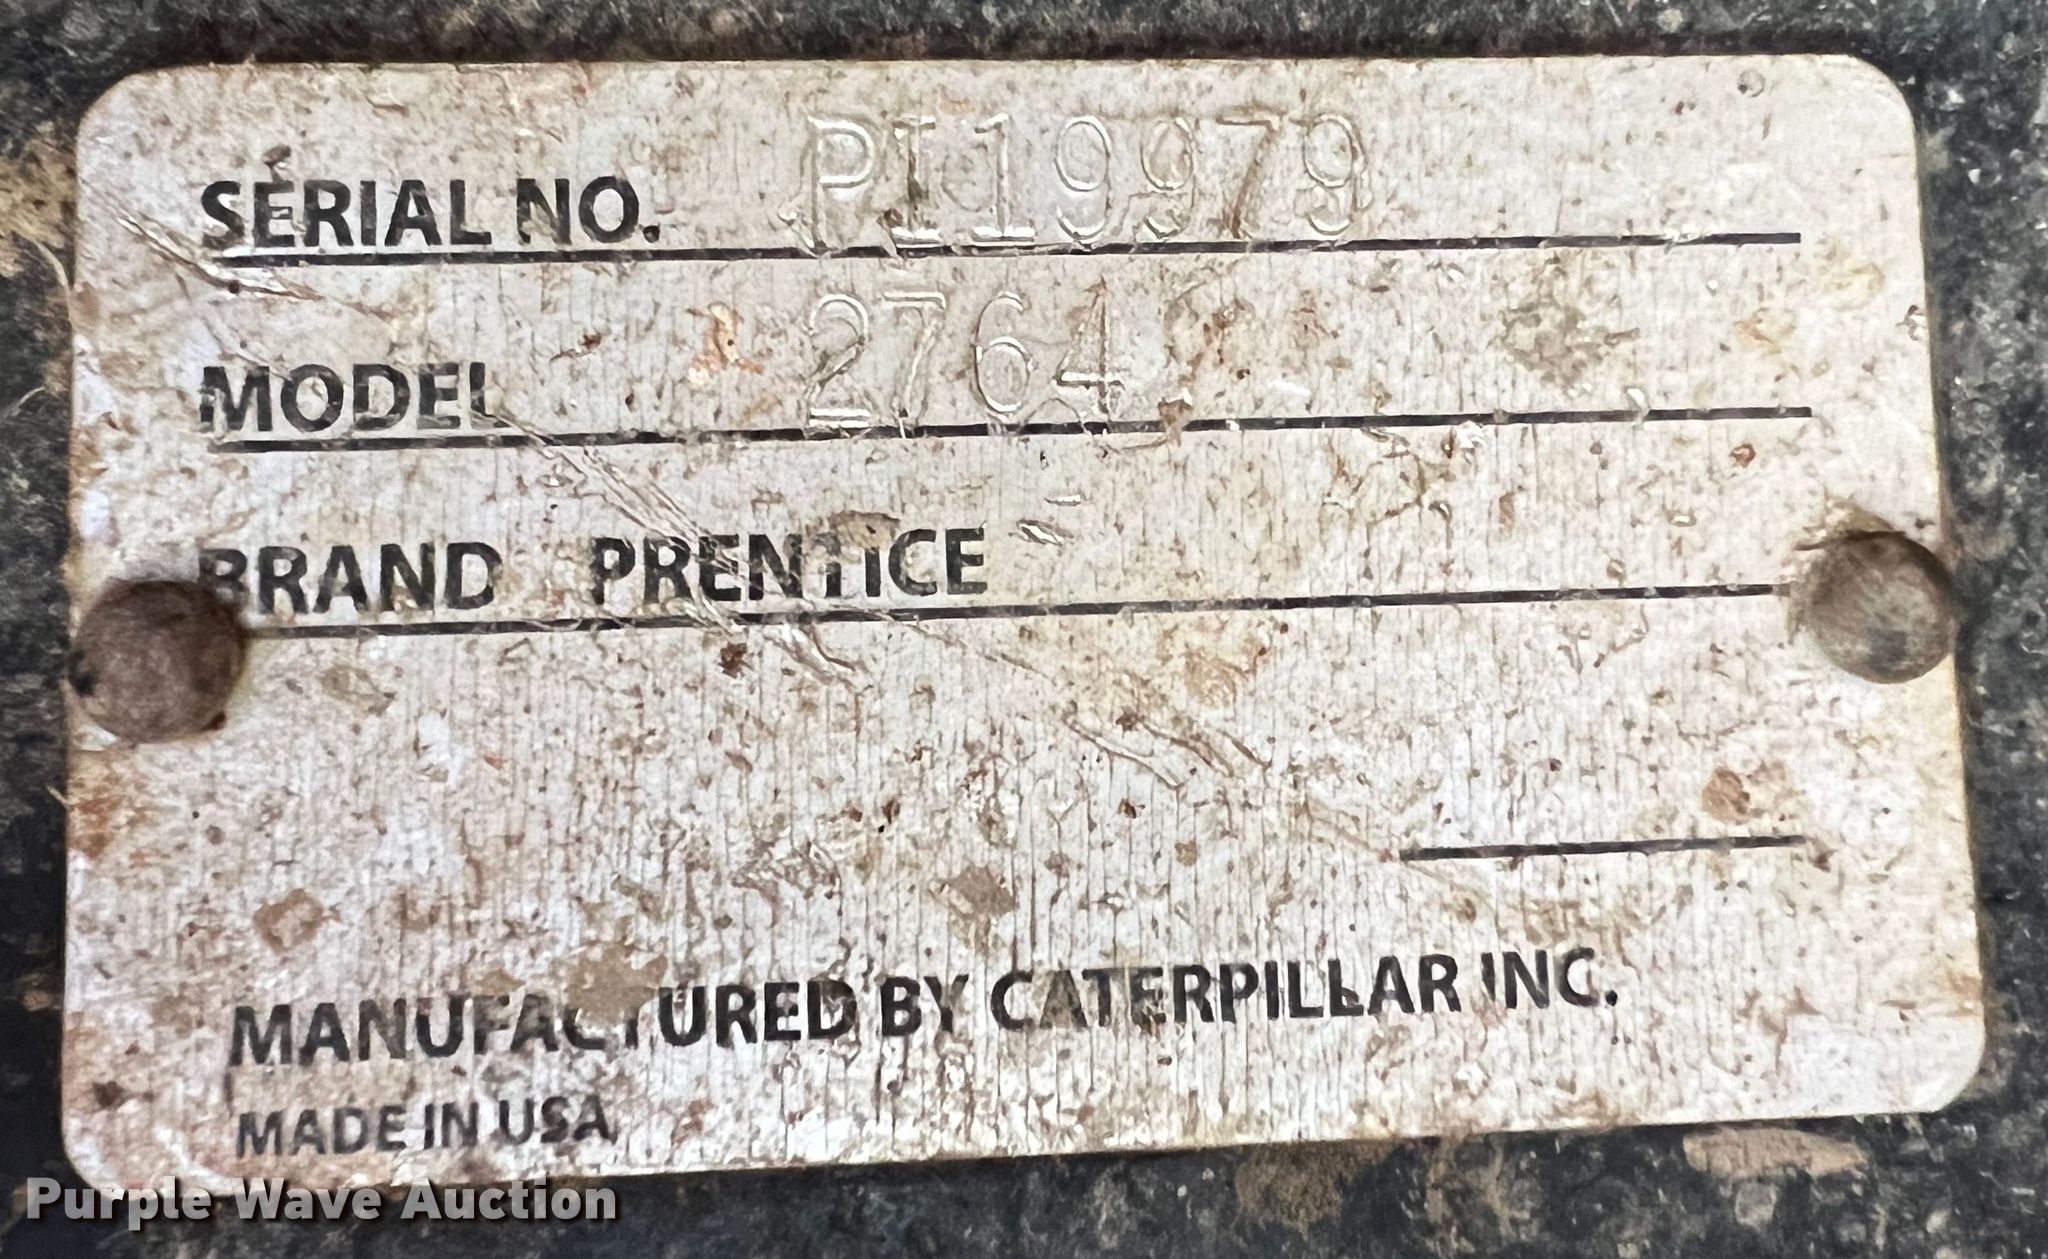 SERIAL NO. PI19979
MODEL 2764
BRAND PRENTICE
MANUFACTURED BY CATERPILLAR INC.
MADE IN USA
Purple Wave Auction